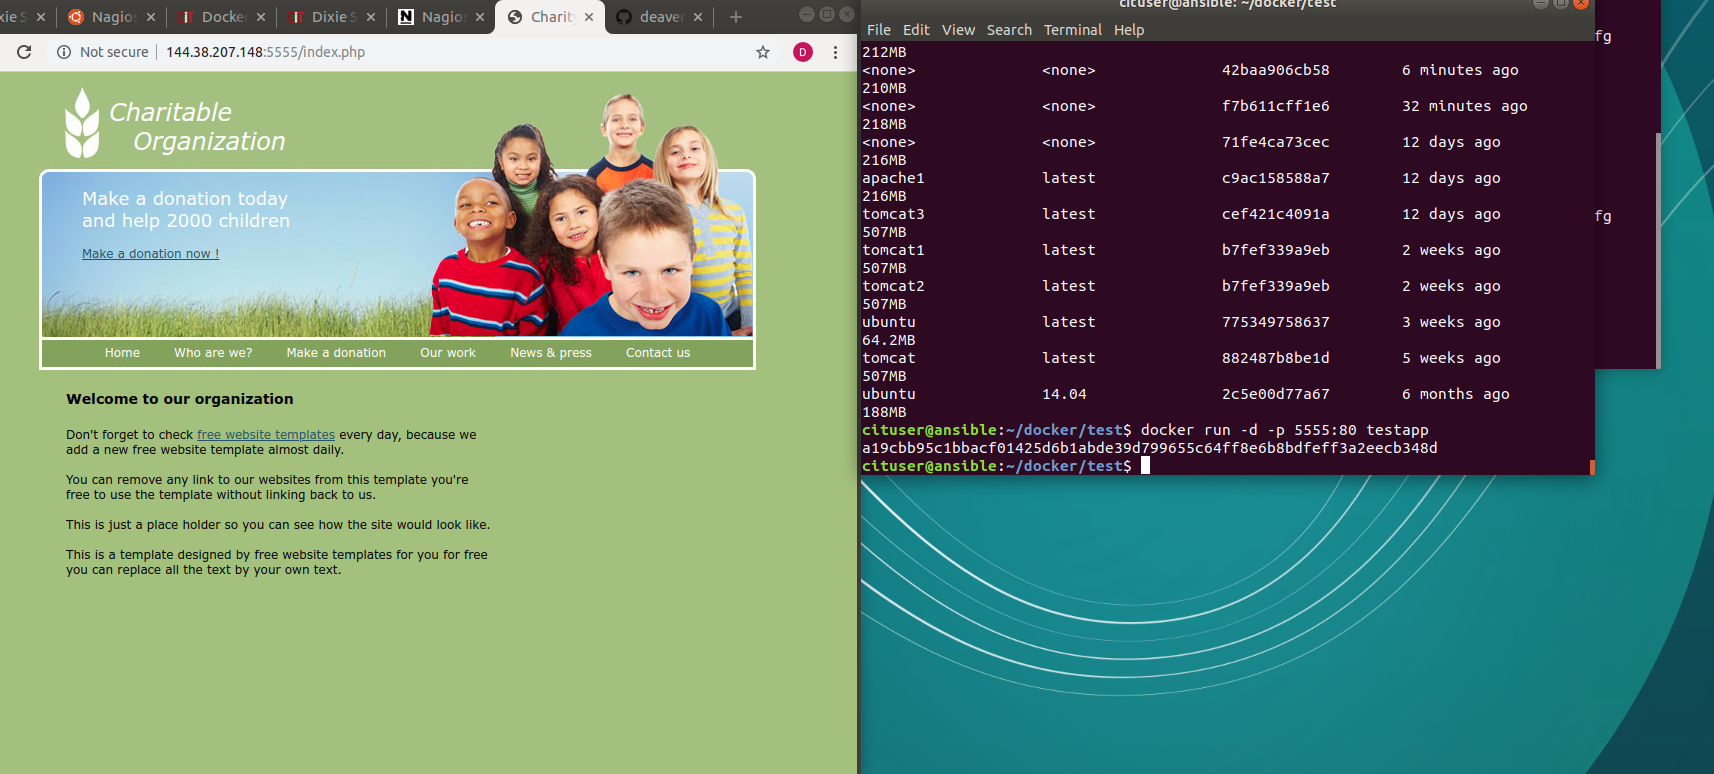 xie S
Nagios
Docker
Dixie S
Nagios
Charit
deaver
Not secure 144.38.207.148:5555/index.php
D
Charitable
Organization
Make a donation today
and help 2000 children
Make a donation now !
Home Who are we? Make a donation Our work News & press Contact us
Welcome to our organization
Don't forget to check free website templates every day, because we
add a new free website template almost daily.
You can remove any link to our websites from this template you're
free to use the template without linking back to us.
This is just a place holder so you can see how the site would look like.
This is a template designed by free website templates for you for free
you can replace all the text by your own text.
cituser@ansible: ~/docker/test
File Edit View Search Terminal Help
212MB
<none> <none> 42baa906cb58 6 minutes ago
210MB
<none> <none> f7b611cff1e6 32 minutes ago
218MB
<none> <none> 71fe4ca73cec 12 days ago
216MB
apache1 latest c9ac158588a7 12 days ago
216MB
tomcat3 latest cef421c4091a 12 days ago
507MB
tomcat1 latest b7fef339a9eb 2 weeks ago
507MB
tomcat2 latest b7fef339a9eb 2 weeks ago
507MB
ubuntu latest 775349758637 3 weeks ago
64.2MB
tomcat latest 882487b8be1d 5 weeks ago
507MB
ubuntu 14.04 2c5e00d77a67 6 months ago
188MB
cituser@ansible:~/docker/test$ docker run -d -p 5555:80 testapp
a19cbb95c1bbacf01425d6b1abde39d799655c64ff8e6b8bdfeff3a2eecb348d
cituser@ansible:~/docker/test$
fg
fg